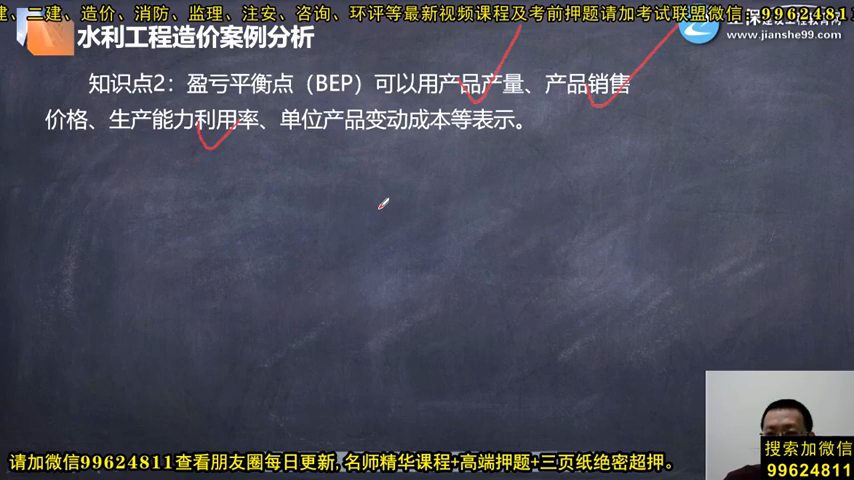 建、二建、造价、消防、监理、注安、咨询、环评等最新视频课程及考前押题请加考试联盟微信：99624811
水利工程造价案例分析
建设工程教育网
www.jianshe99.com
知识点2：盈亏平衡点（BEP）可以用产品产量、产品销售
价格、生产能力利用率、单位产品变动成本等表示。
搜索加微信
99624811
请加微信99624811查看朋友圈每日更新,名师精华课程+高端押题+三页纸绝密超押。